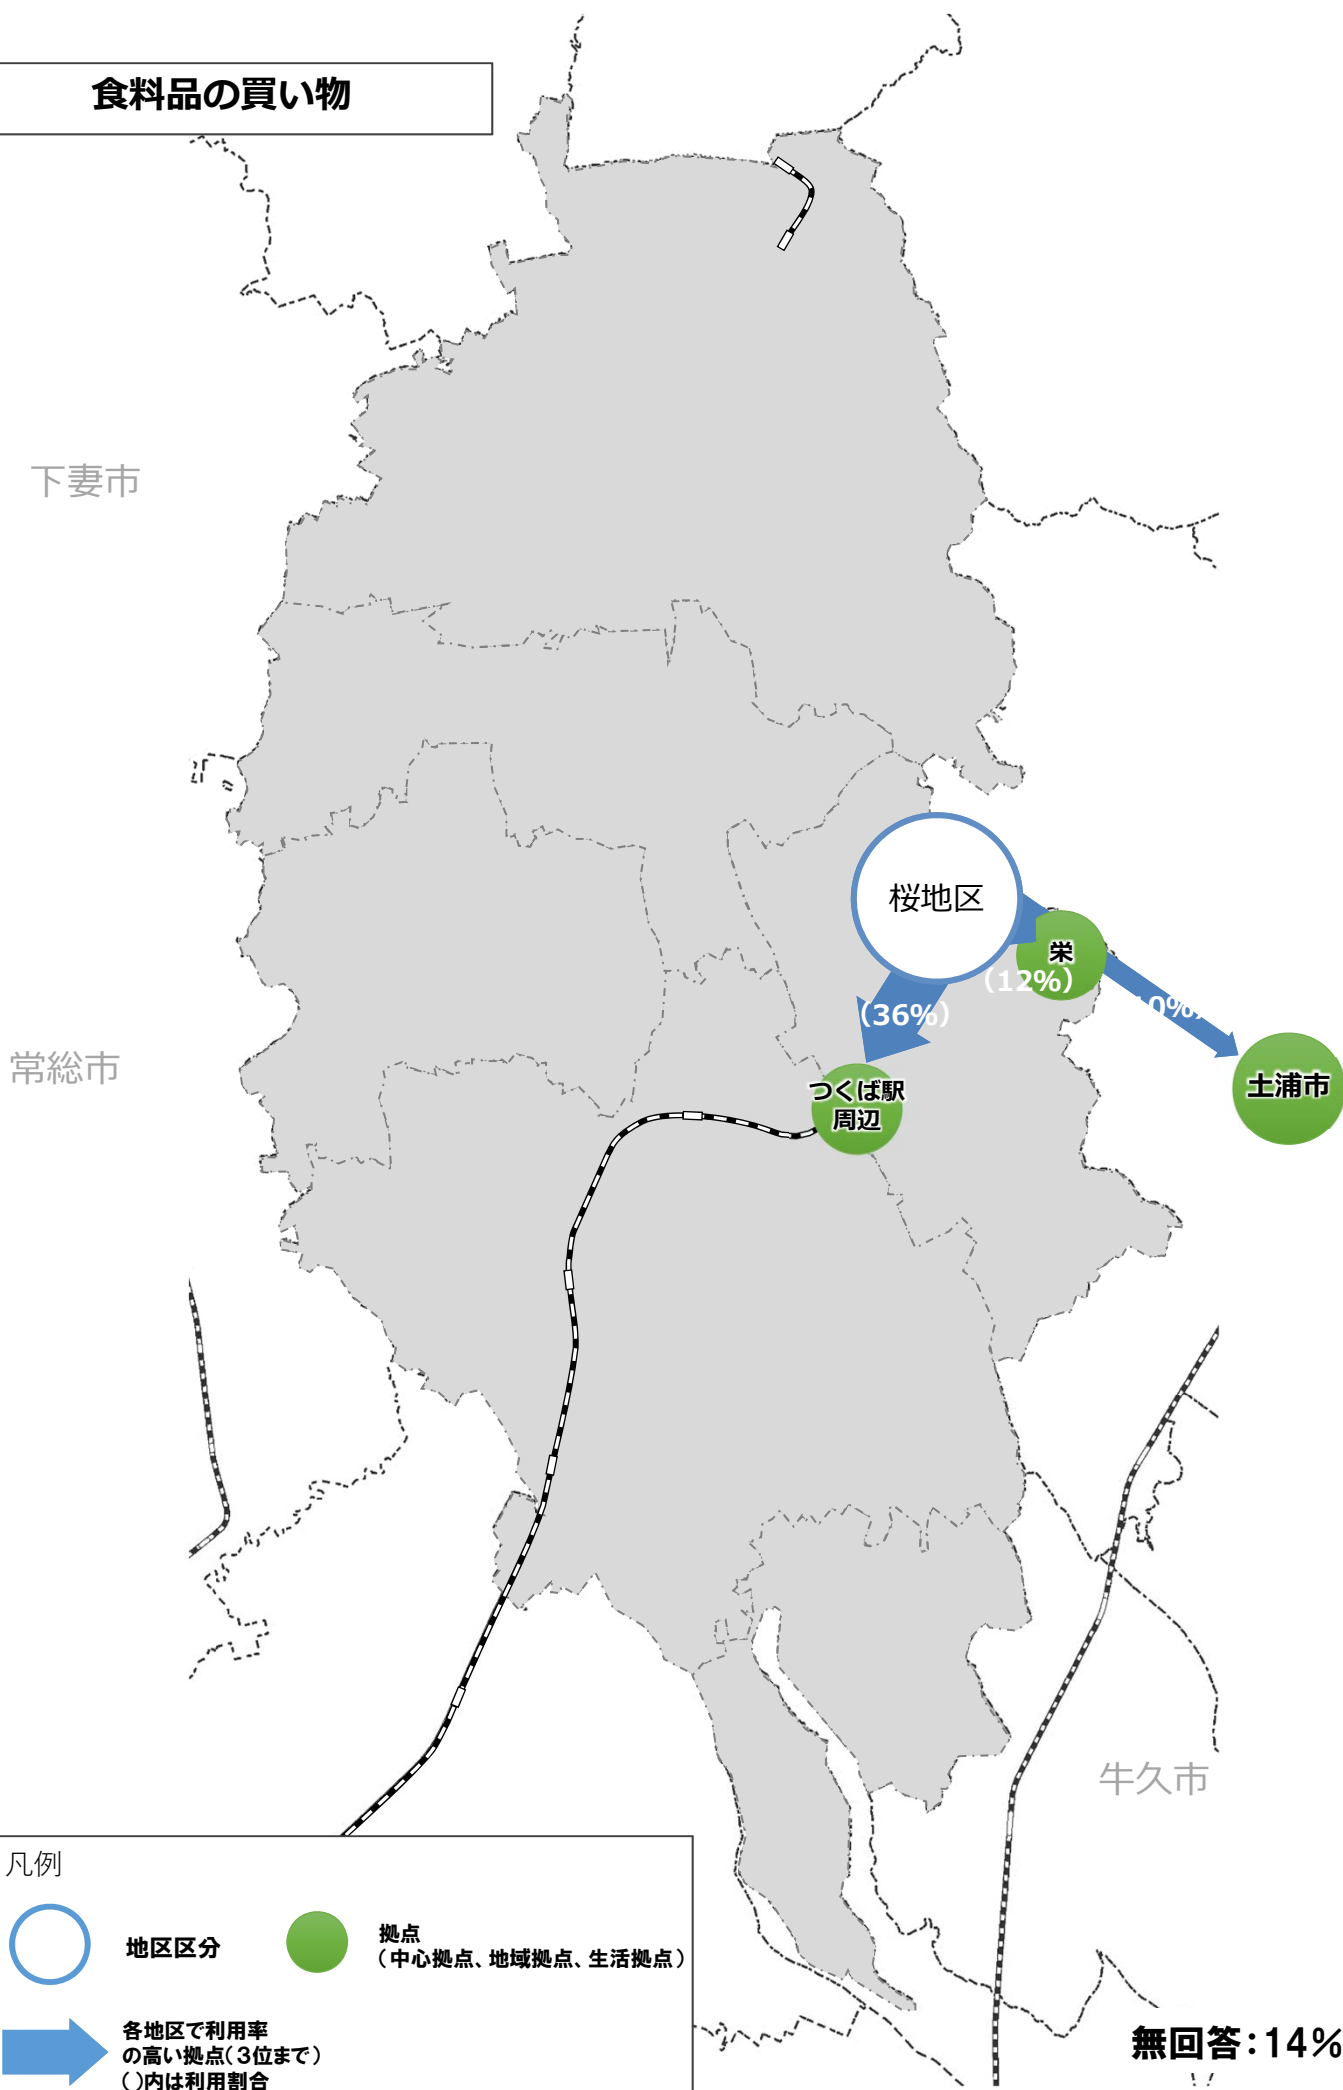 食料品の買い物
下妻市
桜地区
栄
（12%）
（36%）
0%）
土浦市
常総市
つくば駅
周辺
牛久市
凡例
地区区分
拠点
（中心拠点、地域拠点、生活拠点）
各地区で利用率
の高い拠点（3位まで）
（）内は利用割合
無回答：14%